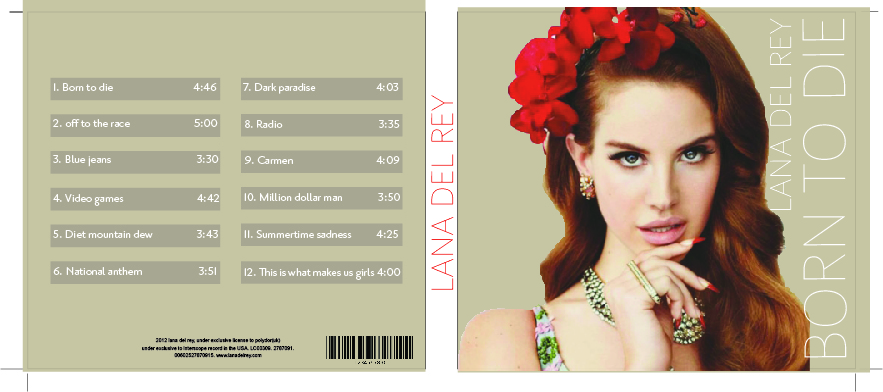 1. Born to die 4:46
2. off to the race 5:00
3. Blue jeans 3:30
4. Video games 4:42
5. Diet mountain dew 3:43
6. National anthem 3:51
7. Dark paradise 4:03
8. Radio 3:35
9. Carmen 4:09
10. Million dollar man 3:50
11. Summertime sadness 4:25
12. This is what makes us girls 4:00
2012 lana del rey, under exclusive license to polydor(uk)
under exclusive to interscope record in the USA. LC00309. 2787091.
00602527870915. www.lanadelrey.com
LANA DEL REY
LANA DEL REY
BORN TO DIE